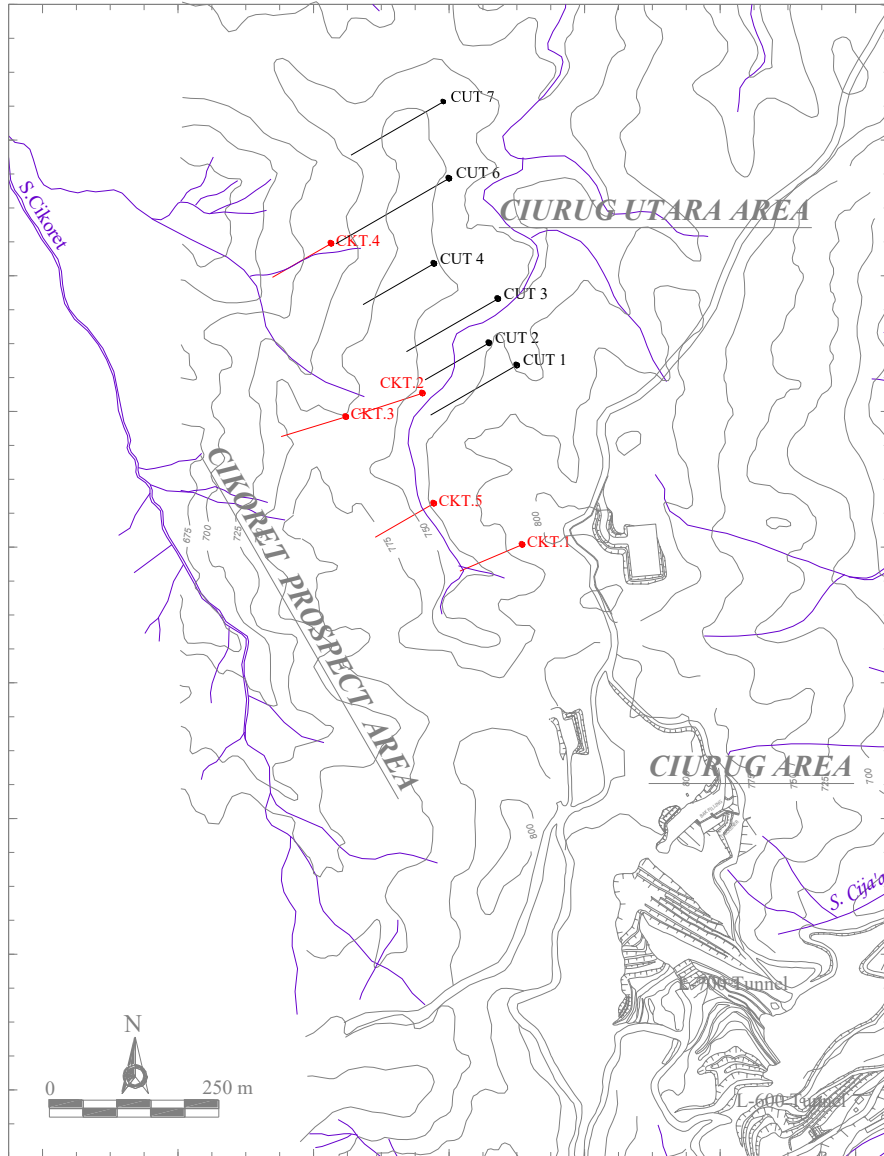 CUT 7
CUT 6
S.Cikoret
CIURUG UTARA AREA
CKT.4
CUT 4
CUT 3
CUT 2
CUT 1
CKT.2
CKT.3
CIKORET PROSPECT AREA
CKT.5
800
750
775
675
700
725
CKT.1
CIURUG AREA
775
750
725
700
800
S. Cija'o
L-700 Tunnel
N
0
250 m
L-600 Tunnel